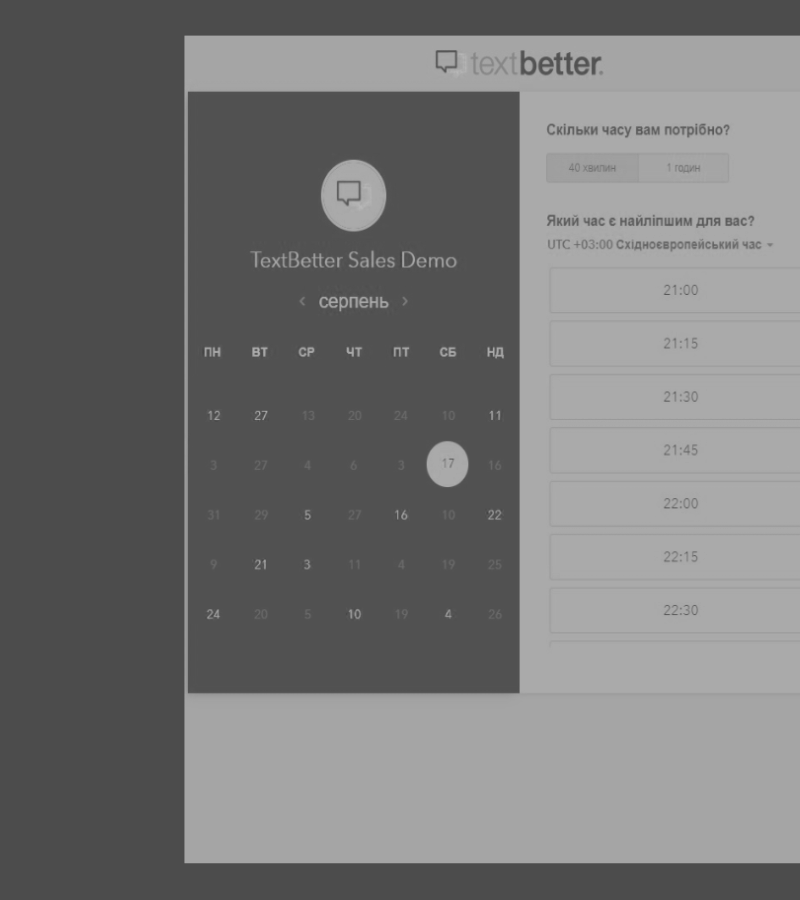 textbetter.
TextBetter Sales Demo
‹ серпень ›
ПН ВТ СР ЧТ ПТ СБ НД
12 27 13 20 24 10 11
3 27 4 6 3 17 16
31 29 5 27 16 10 22
9 21 3 11 4 19 25
24 20 5 10 19 4 26
Скільки часу вам потрібно?
40 хвилин 1 годин
Який час є найліпшим для вас?
UTC +03:00 Східноєвропейський час
21:00
21:15
21:30
21:45
22:00
22:15
22:30